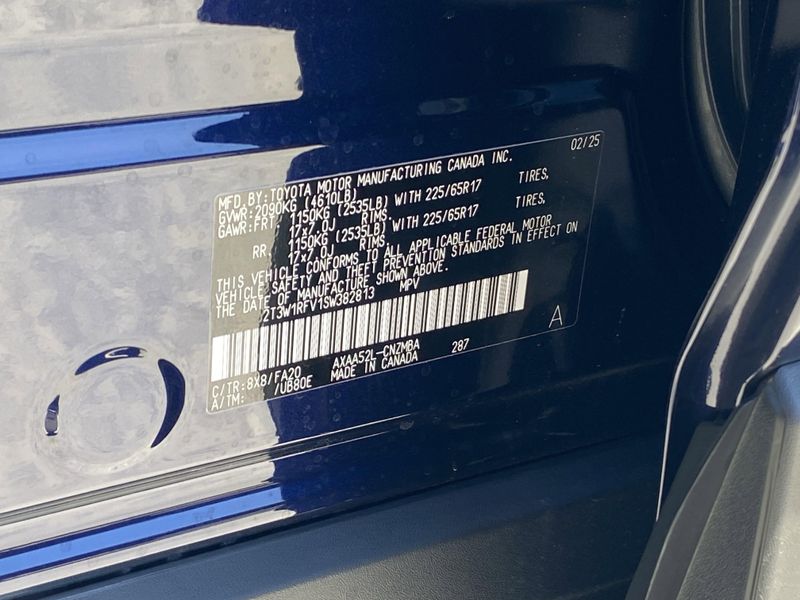 02/25
MFD. BY: TOYOTA MOTOR MANUFACTURING CANADA INC.
GVWR: 2090KG (4610LB)
GAWR: FRT. 1150KG (2535LB) WITH 225/65R17 TIRES,
17x7.0J RIMS.
RR. 1150KG (2535LB) WITH 225/65R17 TIRES,
17x7.0J RIMS.
THIS VEHICLE CONFORMS TO ALL APPLICABLE FEDERAL MOTOR
VEHICLE SAFETY AND THEFT PREVENTION STANDARDS IN EFFECT ON
THE DATE OF MANUFACTURE SHOWN ABOVE.
2T3W1RFV1SW382813 MPV
A
C/TR: 8X8/FA20 AXAA52L-CNZMBA 287
A/TM: /UB80E MADE IN CANADA